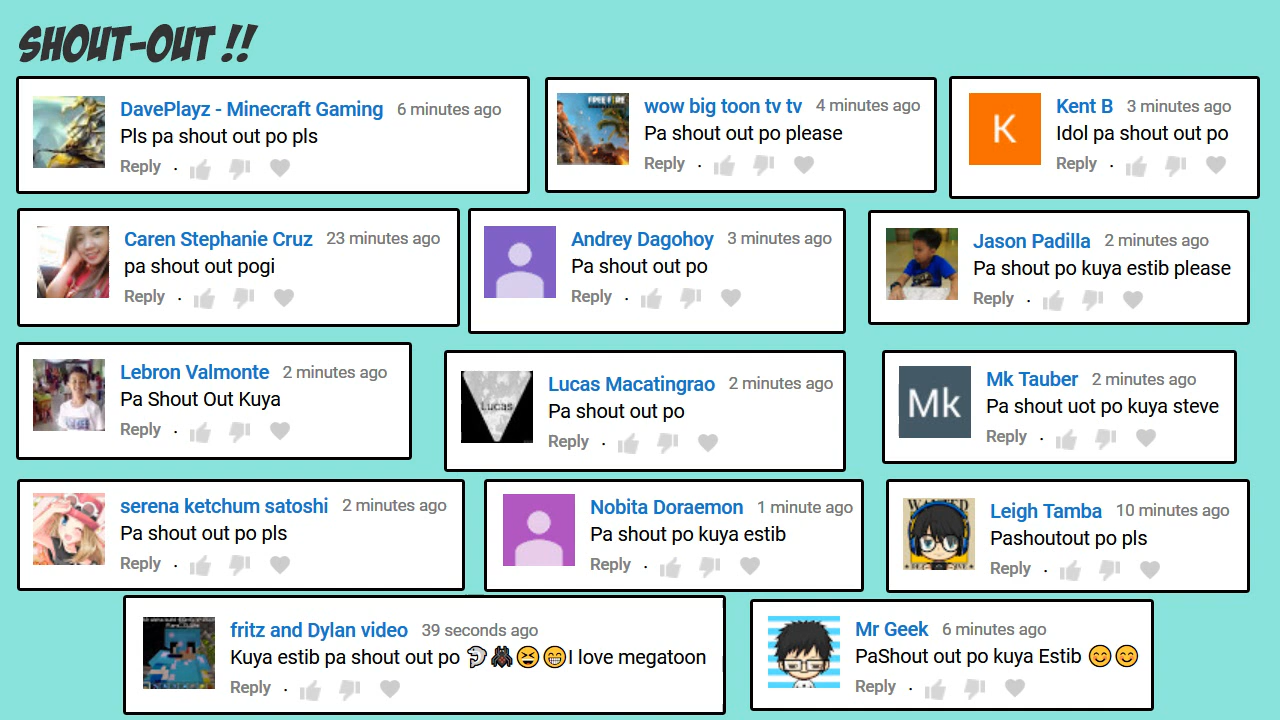 SHOUT-OUT !!
DavePlayz - Minecraft Gaming 6 minutes ago
Pls pa shout out po pls
Reply
FREE FIRE
wow big toon tv tv 4 minutes ago
Pa shout out po please
Reply
K
Kent B 3 minutes ago
Idol pa shout out po
Reply
Caren Stephanie Cruz 23 minutes ago
pa shout out pogi
Reply
Andrey Dagohoy 3 minutes ago
Pa shout out po
Reply
Jason Padilla 2 minutes ago
Pa shout po kuya estib please
Reply
Lebron Valmonte 2 minutes ago
Pa Shout Out Kuya
Reply
Lucas
Lucas Macatingrao 2 minutes ago
Pa shout out po
Reply
Mk
Mk Tauber 2 minutes ago
Pa shout uot po kuya steve
Reply
serena ketchum satoshi 2 minutes ago
Pa shout out po pls
Reply
Nobita Doraemon 1 minute ago
Pa shout po kuya estib
Reply
WANTED
Leigh Tamba 10 minutes ago
Pashoutout po pls
Reply
fritz and Dylan video 39 seconds ago
Kuya estib pa shout out po 🐚🕷😆😁I love megatoon
Reply
Mr Geek 6 minutes ago
PaShout out po kuya Estib 😊😊
Reply